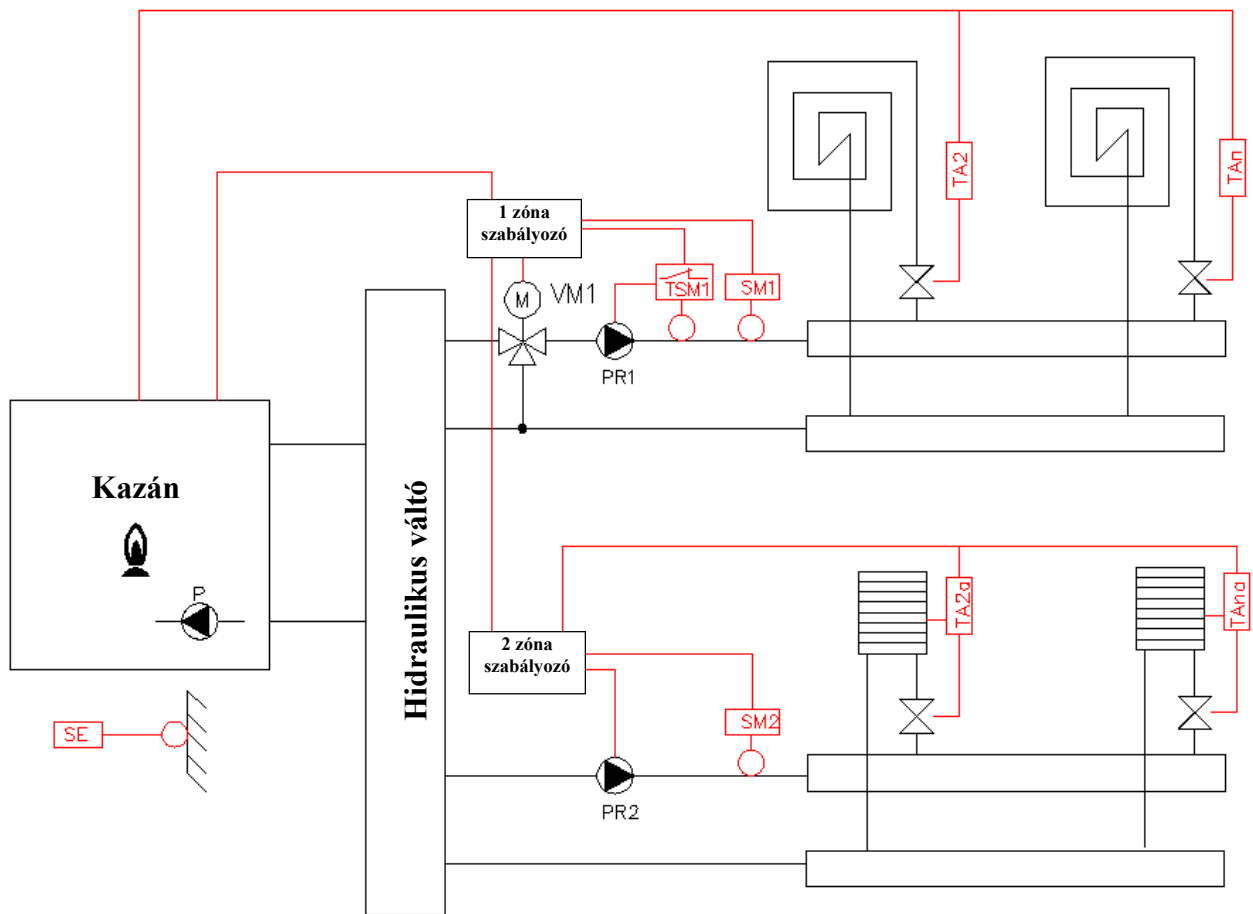 TA2
TAn
1 zóna
szabályozó
M
VM1
TSM1
SM1
PR1
Kazán
P
Hidraulikus váltó
2 zóna
szabályozó
TA2a
TAna
SM2
SE
PR2